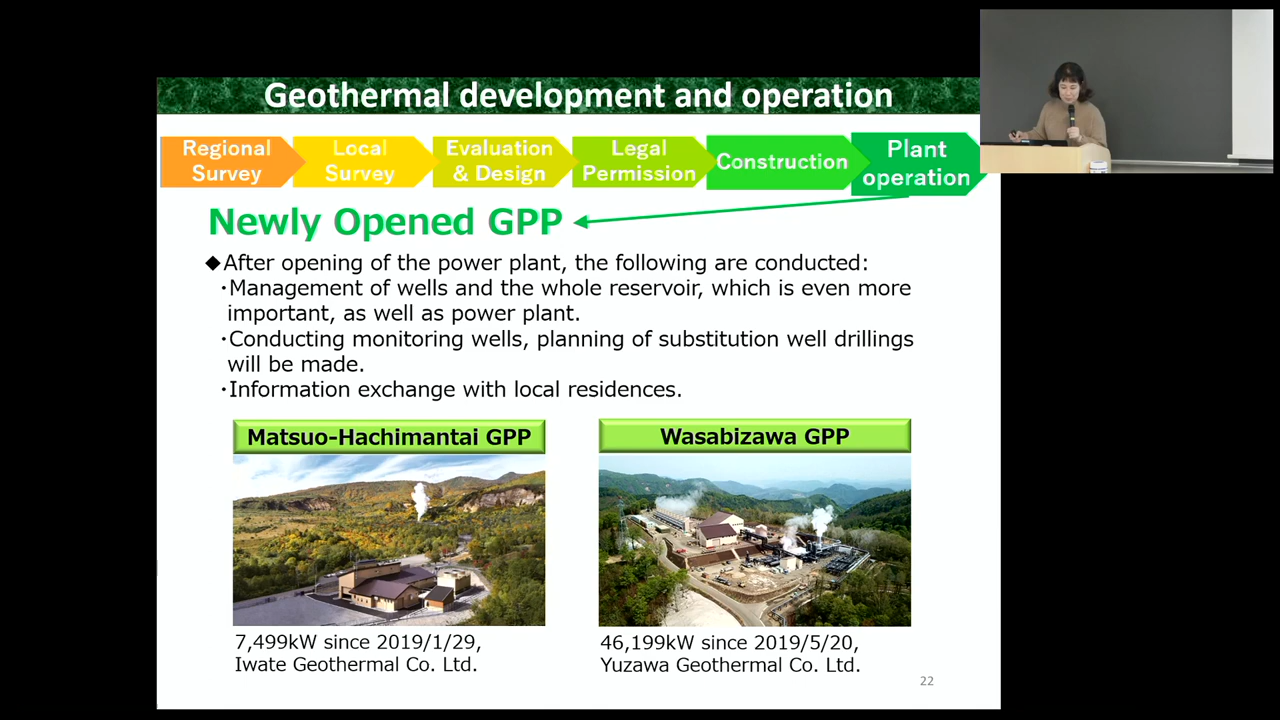 Geothermal development and operation
Regional Survey
Local Survey
Evaluation & Design
Legal Permission
Construction
Plant operation
Newly Opened GPP
◆After opening of the power plant, the following are conducted:
・Management of wells and the whole reservoir, which is even more
important, as well as power plant.
・Conducting monitoring wells, planning of substitution well drillings
will be made.
・Information exchange with local residences.
Matsuo-Hachimantai GPP
Wasabizawa GPP
7,499kW since 2019/1/29,
Iwate Geothermal Co. Ltd.
46,199kW since 2019/5/20,
Yuzawa Geothermal Co. Ltd.
22